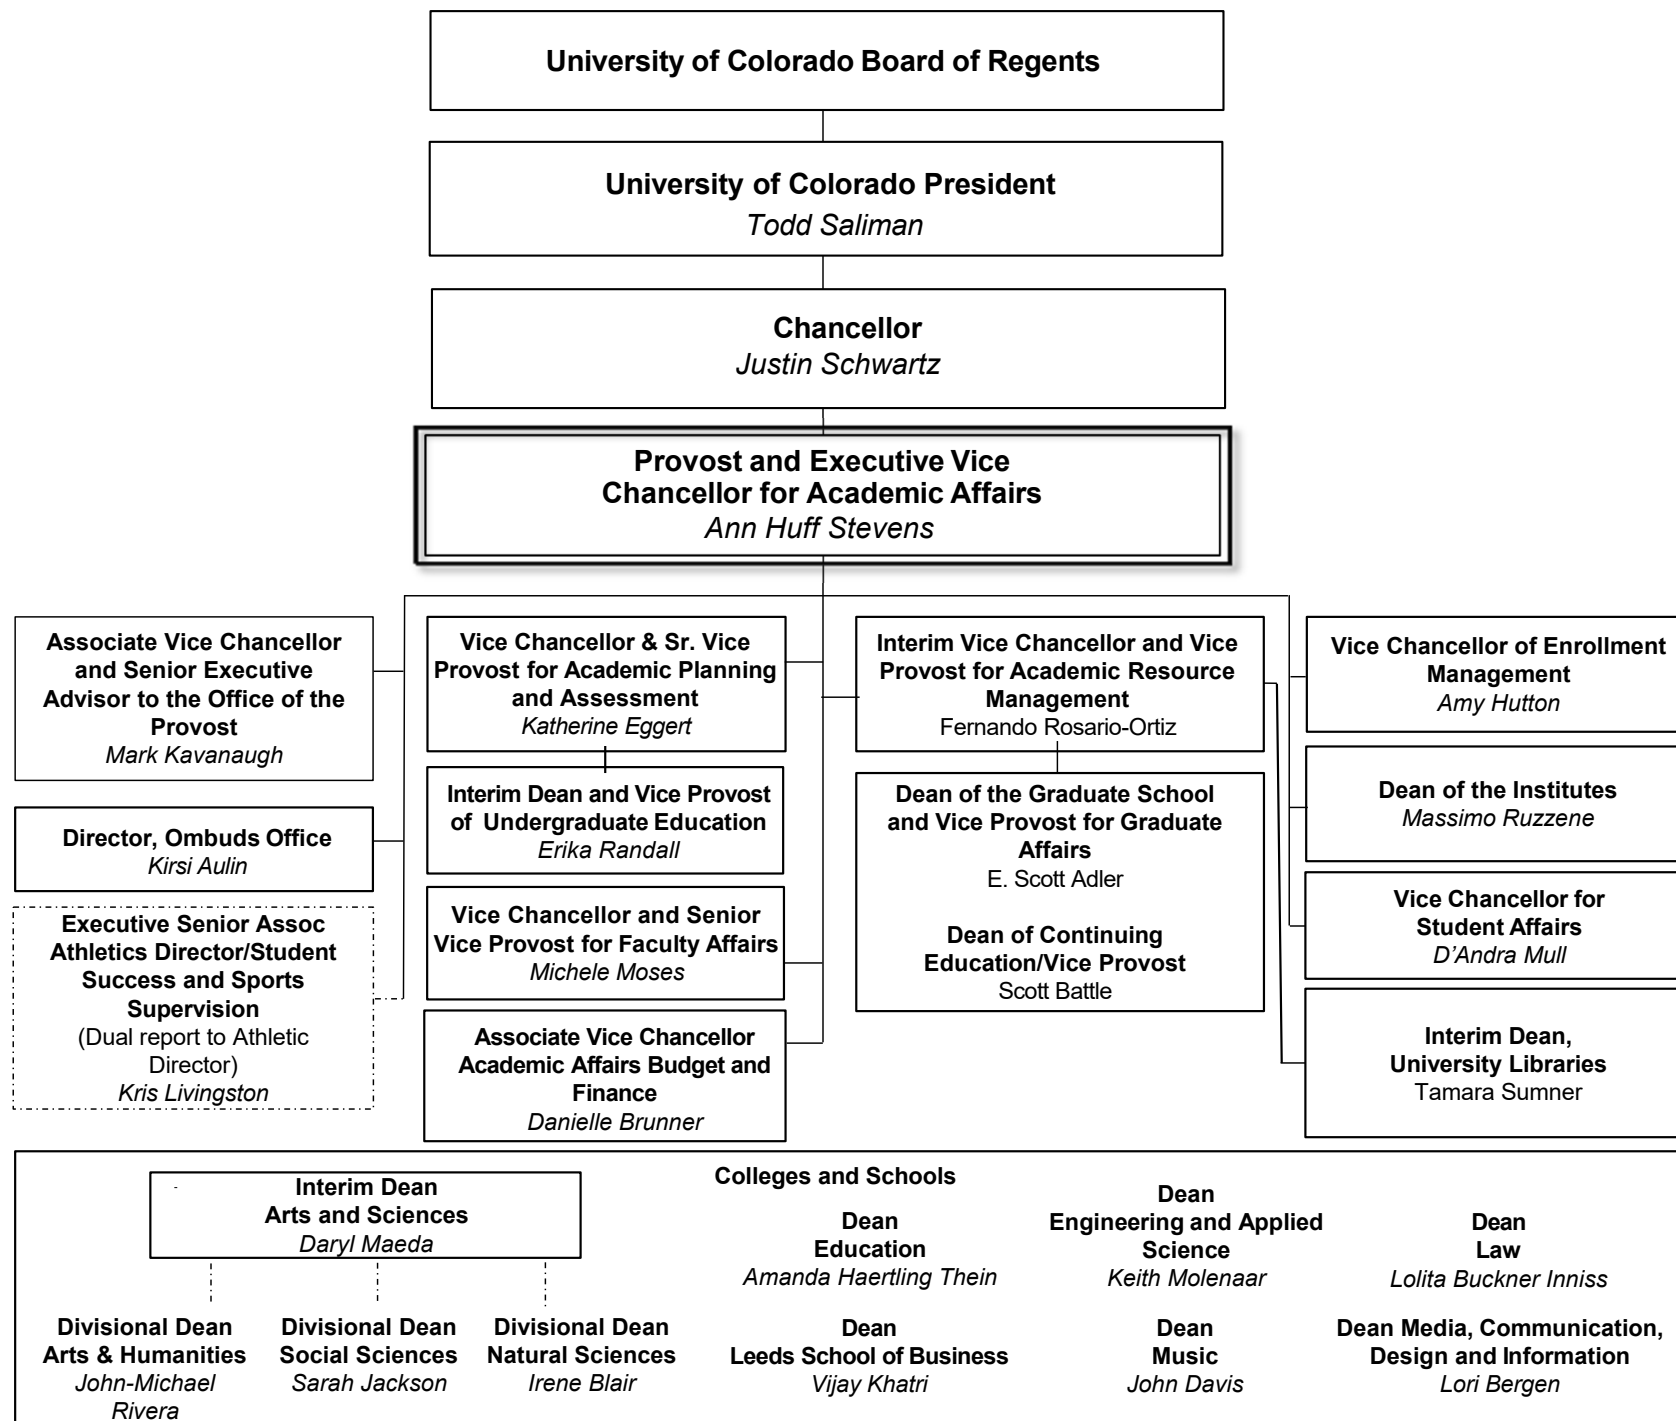 University of Colorado Board of Regents
University of Colorado President
Todd Saliman
Chancellor
Justin Schwartz
Provost and Executive Vice
Chancellor for Academic Affairs
Ann Huff Stevens
Associate Vice Chancellor
and Senior Executive
Advisor to the Office of the
Provost
Mark Kavanaugh
Director, Ombuds Office
Kirsi Aulin
Executive Senior Assoc
Athletics Director/Student
Success and Sports
Supervision
(Dual report to Athletic
Director)
Kris Livingston
Vice Chancellor & Sr. Vice
Provost for Academic Planning
and Assessment
Katherine Eggert
Interim Dean and Vice Provost
of Undergraduate Education
Erika Randall
Vice Chancellor and Senior
Vice Provost for Faculty Affairs
Michele Moses
Associate Vice Chancellor
Academic Affairs Budget and
Finance
Danielle Brunner
Interim Vice Chancellor and Vice
Provost for Academic Resource
Management
Fernando Rosario-Ortiz
Dean of the Graduate School
and Vice Provost for Graduate
Affairs
E. Scott Adler
Dean of Continuing
Education/Vice Provost
Scott Battle
Vice Chancellor of Enrollment
Management
Amy Hutton
Dean of the Institutes
Massimo Ruzzene
Vice Chancellor for
Student Affairs
D’Andra Mull
Interim Dean,
University Libraries
Tamara Sumner
Colleges and Schools
Interim Dean
Arts and Sciences
Daryl Maeda
Divisional Dean
Arts & Humanities
John-Michael
Rivera
Divisional Dean
Social Sciences
Sarah Jackson
Divisional Dean
Natural Sciences
Irene Blair
Dean
Education
Amanda Haertling Thein
Dean
Engineering and Applied
Science
Keith Molenaar
Dean
Law
Lolita Buckner Inniss
Dean
Leeds School of Business
Vijay Khatri
Dean
Music
John Davis
Dean Media, Communication,
Design and Information
Lori Bergen